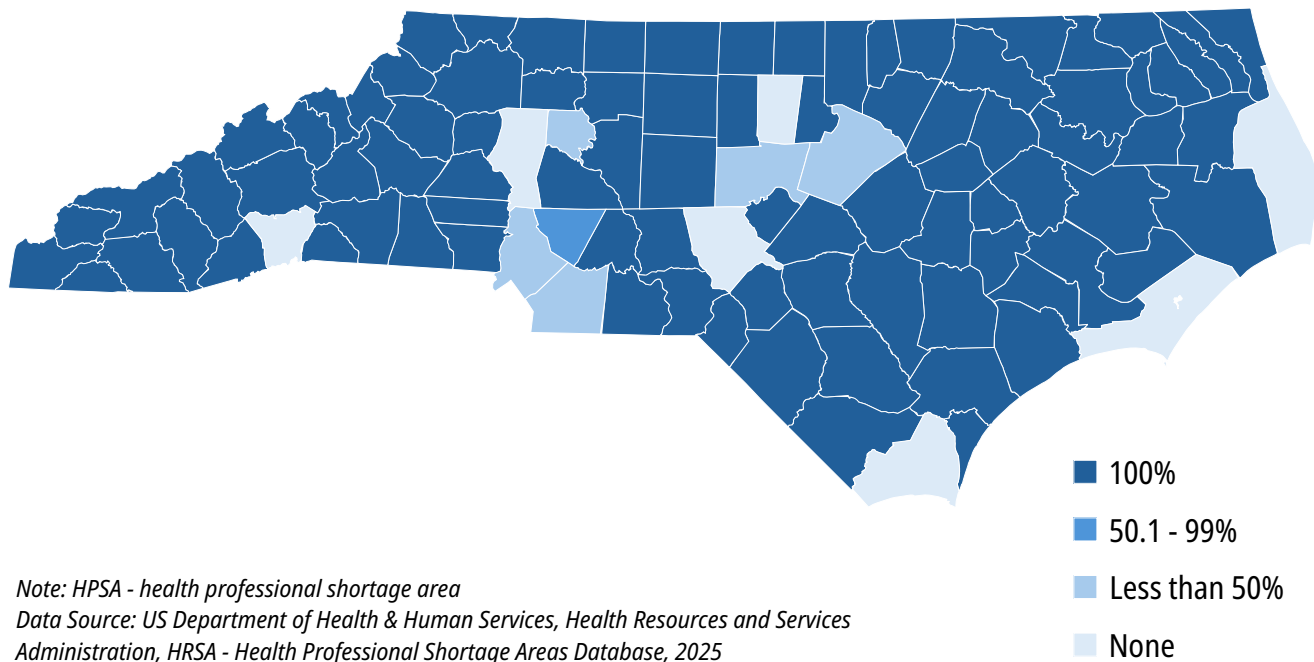 100%
50.1 - 99%
Less than 50%
None
Note: HPSA - health professional shortage area
Data Source: US Department of Health & Human Services, Health Resources and Services
Administration, HRSA - Health Professional Shortage Areas Database, 2025